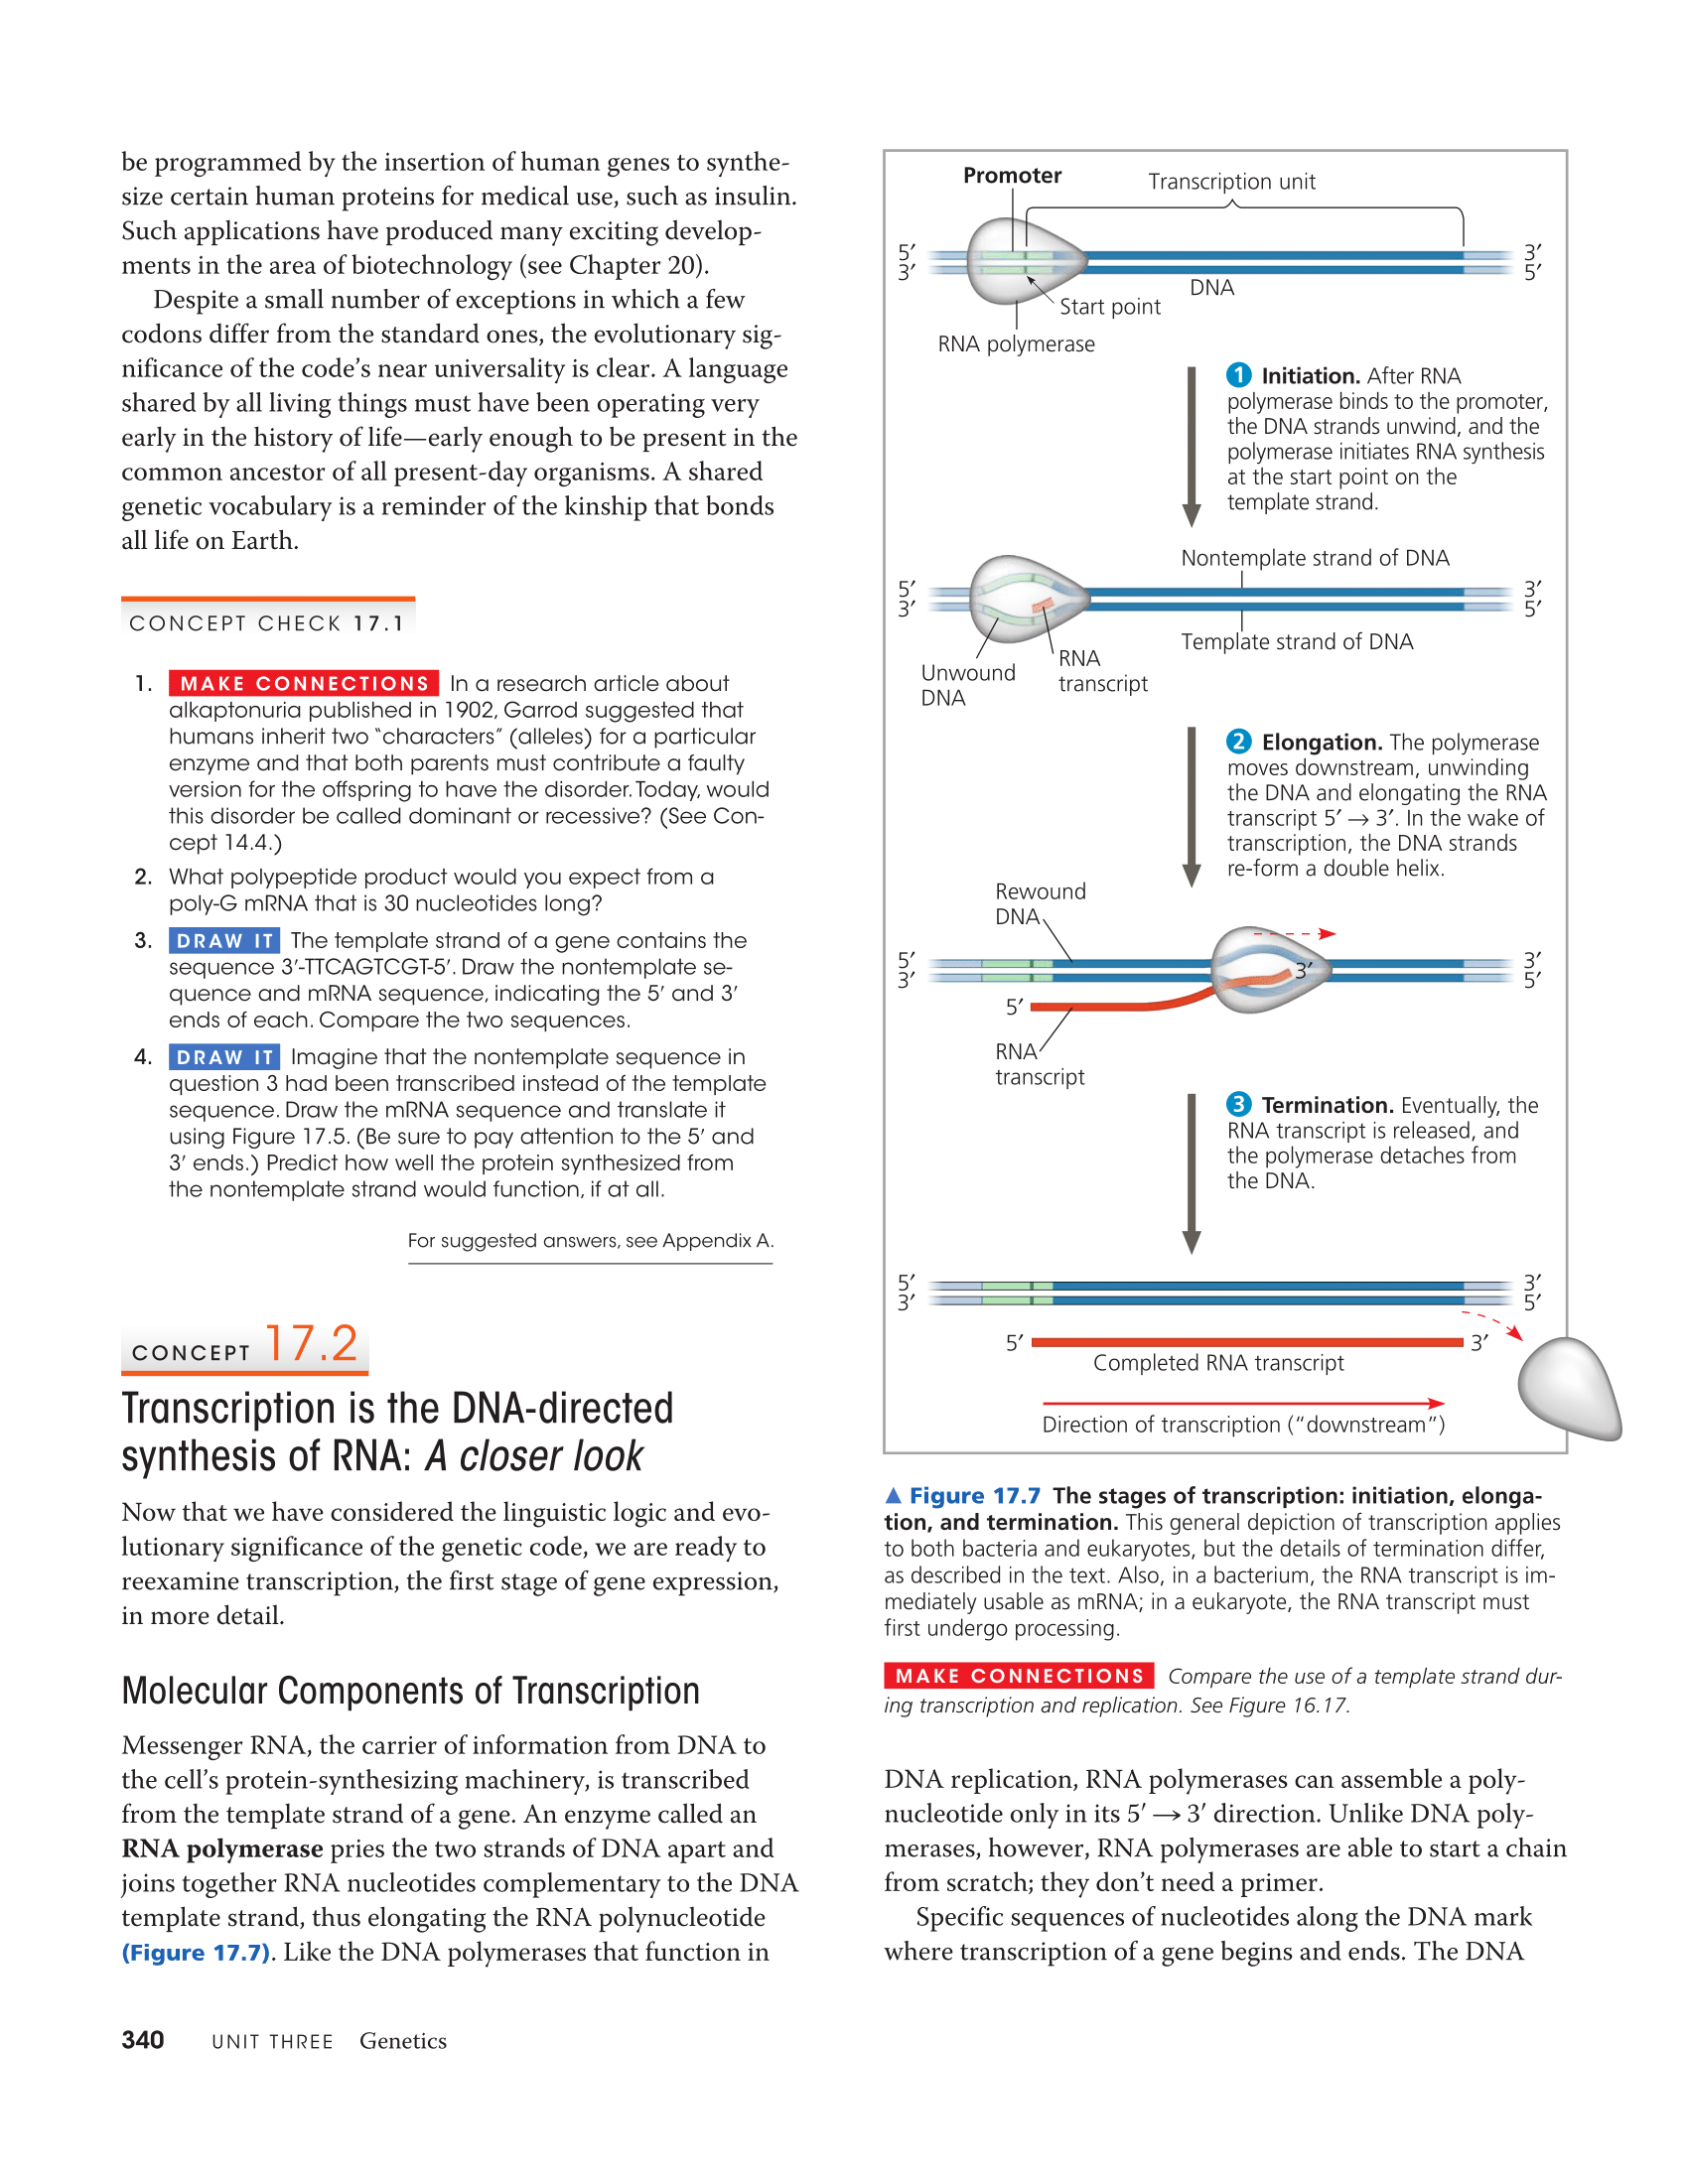 be programmed by the insertion of human genes to synthe-
size certain human proteins for medical use, such as insulin.
Such applications have produced many exciting develop-
ments in the area of biotechnology (see Chapter 20).
Despite a small number of exceptions in which a few
codons differ from the standard ones, the evolutionary sig-
nificance of the code's near universality is clear. A language
shared by all living things must have been operating very
early in the history of life—early enough to be present in the
common ancestor of all present-day organisms. A shared
genetic vocabulary is a reminder of the kinship that bonds
all life on Earth.
CONCEPT CHECK 17.1
1. MAKE CONNECTIONS In a research article about
alkaptonuria published in 1902, Garrod suggested that
humans inherit two “characters” (alleles) for a particular
enzyme and that both parents must contribute a faulty
version for the offspring to have the disorder. Today, would
this disorder be called dominant or recessive? (See Con-
cept 14.4.)
2. What polypeptide product would you expect from a
poly-G mRNA that is 30 nucleotides long?
3. DRAW IT The template strand of a gene contains the
sequence 3′-TTCAGTCGT-5′. Draw the nontemplate se-
quence and mRNA sequence, indicating the 5′ and 3′
ends of each. Compare the two sequences.
4. DRAW IT Imagine that the nontemplate sequence in
question 3 had been transcribed instead of the template
sequence. Draw the mRNA sequence and translate it
using Figure 17.5. (Be sure to pay attention to the 5′ and
3′ ends.) Predict how well the protein synthesized from
the nontemplate strand would function, if at all.
For suggested answers, see Appendix A.
CONCEPT 17.2
Transcription is the DNA-directed
synthesis of RNA: A closer look
Now that we have considered the linguistic logic and evo-
lutionary significance of the genetic code, we are ready to
reexamine transcription, the first stage of gene expression,
in more detail.
Molecular Components of Transcription
Messenger RNA, the carrier of information from DNA to
the cell's protein-synthesizing machinery, is transcribed
from the template strand of a gene. An enzyme called an
RNA polymerase pries the two strands of DNA apart and
joins together RNA nucleotides complementary to the DNA
template strand, thus elongating the RNA polynucleotide
(Figure 17.7). Like the DNA polymerases that function in
Promoter
Transcription unit
5′ 3′
3′ 5′
DNA
Start point
RNA polymerase
1 Initiation. After RNA
polymerase binds to the promoter,
the DNA strands unwind, and the
polymerase initiates RNA synthesis
at the start point on the
template strand.
Nontemplate strand of DNA
5′ 3′
3′ 5′
Template strand of DNA
Unwound
DNA
RNA
transcript
2 Elongation. The polymerase
moves downstream, unwinding
the DNA and elongating the RNA
transcript 5′ → 3′. In the wake of
transcription, the DNA strands
re-form a double helix.
Rewound
DNA
5′ 3′
3′ 3′ 5′
5′
RNA
transcript
3 Termination. Eventually, the
RNA transcript is released, and
the polymerase detaches from
the DNA.
5′ 3′
3′ 5′
5′ 3′
Completed RNA transcript
Direction of transcription (“downstream”)
▲ Figure 17.7 The stages of transcription: initiation, elonga-
tion, and termination. This general depiction of transcription applies
to both bacteria and eukaryotes, but the details of termination differ,
as described in the text. Also, in a bacterium, the RNA transcript is im-
mediately usable as mRNA; in a eukaryote, the RNA transcript must
first undergo processing.
MAKE CONNECTIONS Compare the use of a template strand dur-
ing transcription and replication. See Figure 16.17.
DNA replication, RNA polymerases can assemble a poly-
nucleotide only in its 5′ → 3′ direction. Unlike DNA poly-
merases, however, RNA polymerases are able to start a chain
from scratch; they don't need a primer.
Specific sequences of nucleotides along the DNA mark
where transcription of a gene begins and ends. The DNA
340 UNIT THREE Genetics